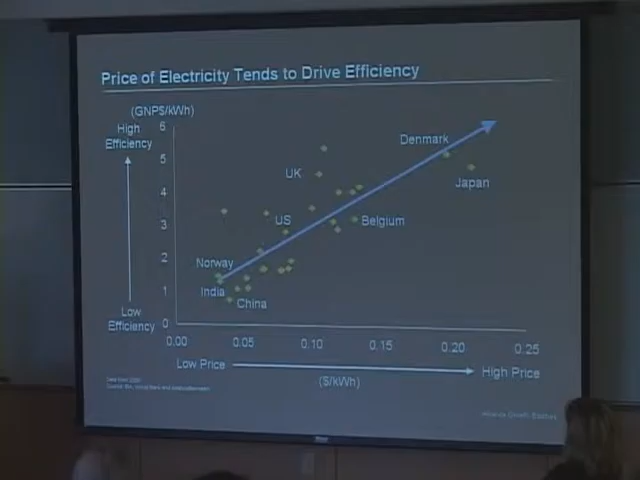 Price of Electricity Tends to Drive Efficiency
(GNP$/kWh)
High
Efficiency
6
5
4
3
2
1
0
Low
Efficiency
Denmark
UK
Japan
US
Belgium
Norway
India
China
0.00
0.05
0.10
0.15
0.20
0.25
Low Price
High Price
($/kWh)